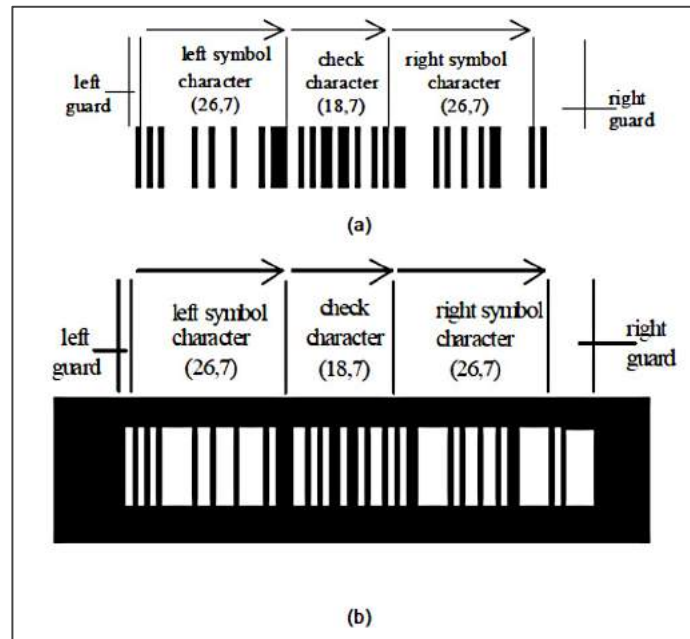 left symbol
character
(26,7)
check
character
(18,7)
right symbol
character
(26,7)
left
guard
right
guard
(a)
left symbol
character
(26,7)
check
character
(18,7)
right symbol
character
(26,7)
left
guard
right
guard
(b)